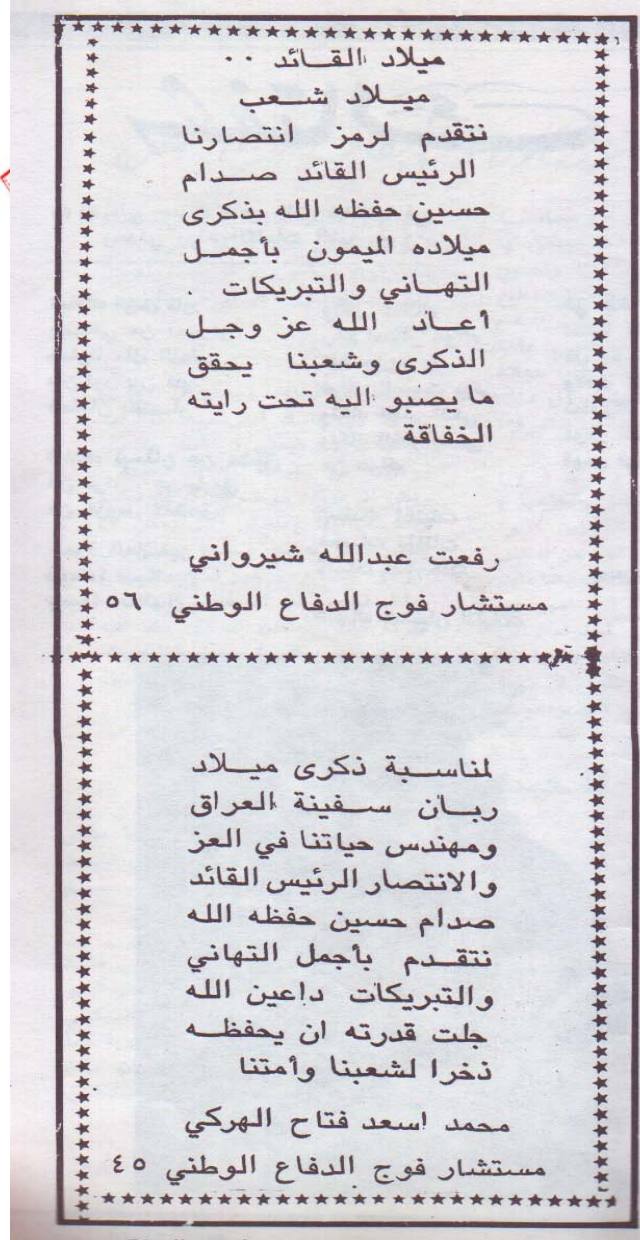 ميلاد القائد ..
ميلاد شعب
نتقدم لرمز انتصارنا
الرئيس القائد صدام
حسين حفظه الله بذكرى
ميلاده الميمون بأجمل
التهاني والتبريكات .
أعاد الله عز وجل
الذكرى وشعبنا يحقق
ما يصبو اليه تحت رايته
الخفاقة
رفعت عبدالله شيرواني
مستشار فوج الدفاع الوطني ٥٦
لمناسبة ذكرى ميلاد
ربان سفينة العراق
ومهندس حياتنا في العز
والانتصار الرئيس القائد
صدام حسين حفظه الله
نتقدم بأجمل التهاني
والتبريكات داعين الله
جلت قدرته ان يحفظه
ذخرا لشعبنا وأمتنا
محمد اسعد فتاح الهركي
مستشار فوج الدفاع الوطني ٤٥